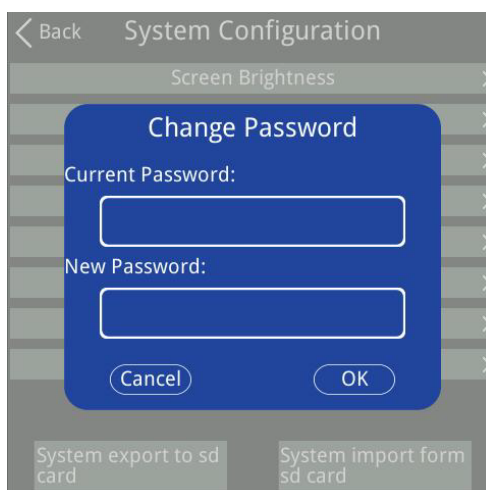 Back
System Configuration
Screen Brightness
Change Password
Current Password:
New Password:
Cancel
OK
System export to sd
card
System import form
sd card